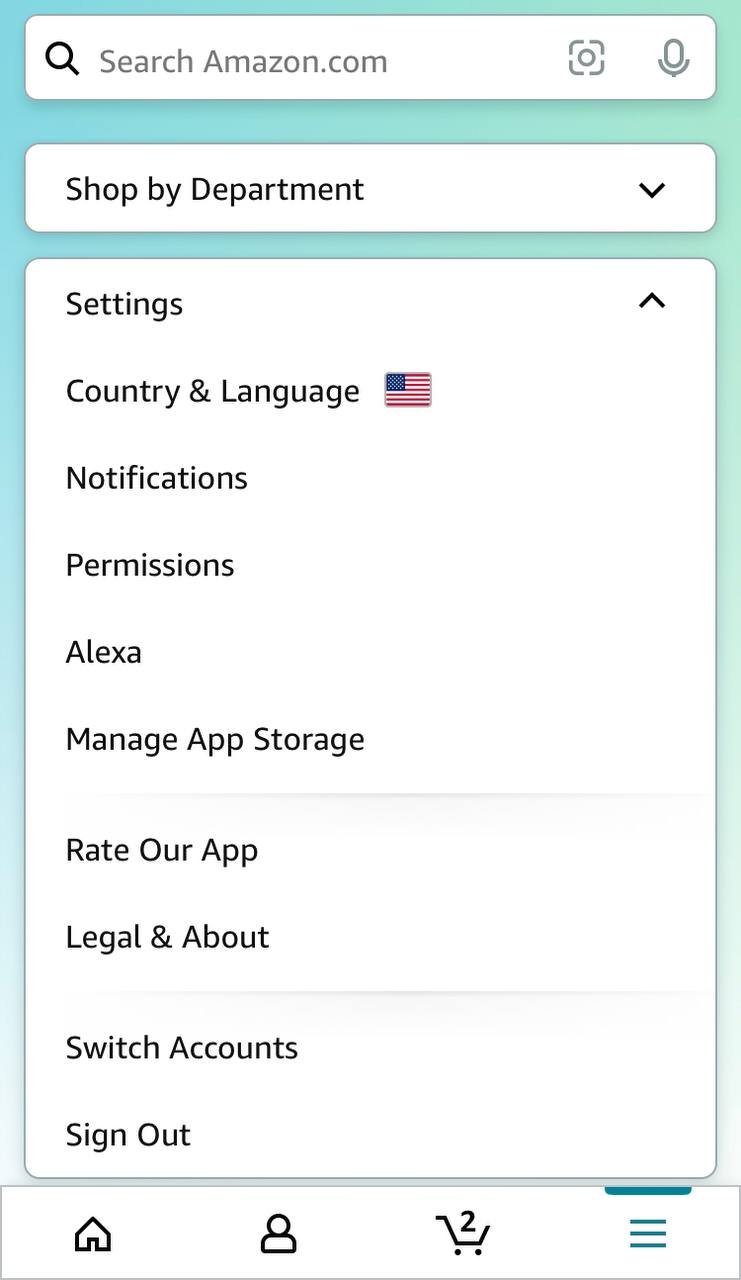 Search Amazon.com
Shop by Department
Settings
Country & Language
Notifications
Permissions
Alexa
Manage App Storage
Rate Our App
Legal & About
Switch Accounts
Sign Out
2